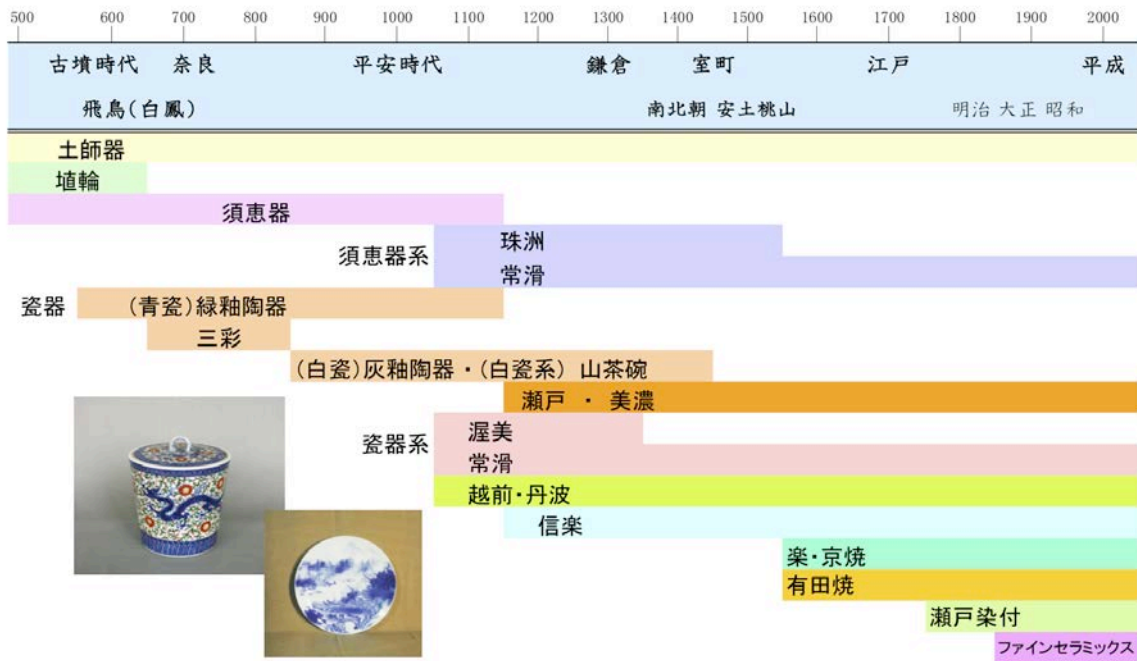 500 600 700 800 900 1000 1100 1200 1300 1400 1500 1600 1700 1800 1900 2000
古墳時代 奈良 平安時代 鎌倉 室町 江戸 平成
飛鳥(白鳳) 南北朝 安土桃山 明治 大正 昭和
土師器
埴輪
須恵器
須恵器系
珠洲
常滑
瓷器
(青瓷)緑釉陶器
三彩
(白瓷)灰釉陶器・(白瓷系) 山茶碗
瀬戸 ・ 美濃
瓷器系
渥美
常滑
越前・丹波
信楽
楽・京焼
有田焼
瀬戸染付
ファインセラミックス